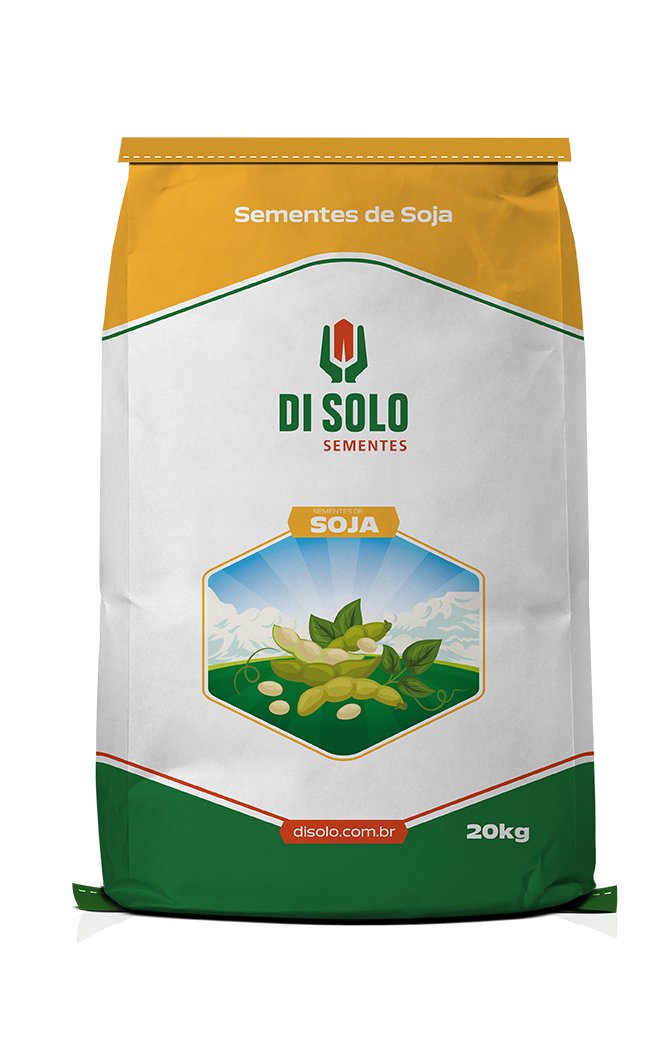 Sementes de Soja
DI SOLO
SEMENTES
SEMENTES DE
SOJA
disolo.com.br
20kg